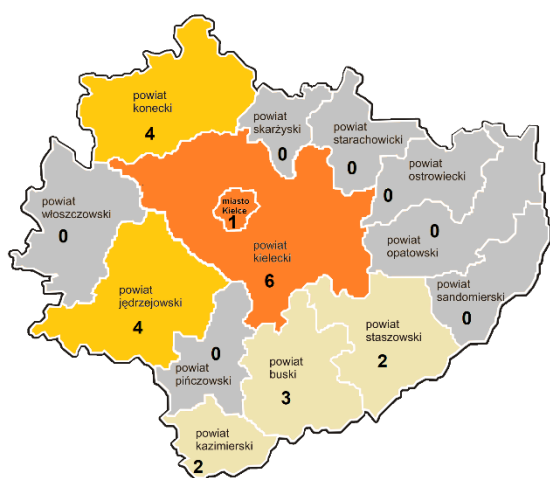 powiat
konecki
4
powiat
skarżyski
0
powiat
starachowicki
0
powiat
ostrowiecki
0
powiat
włoszczowski
0
miasto
Kielce
1
powiat
kielecki
6
0
powiat
opatowski
powiat
sandomierski
0
powiat
jędrzejowski
4
0
powiat
pińczowski
powiat
buski
3
powiat
staszowski
2
powiat
kazimierski
2